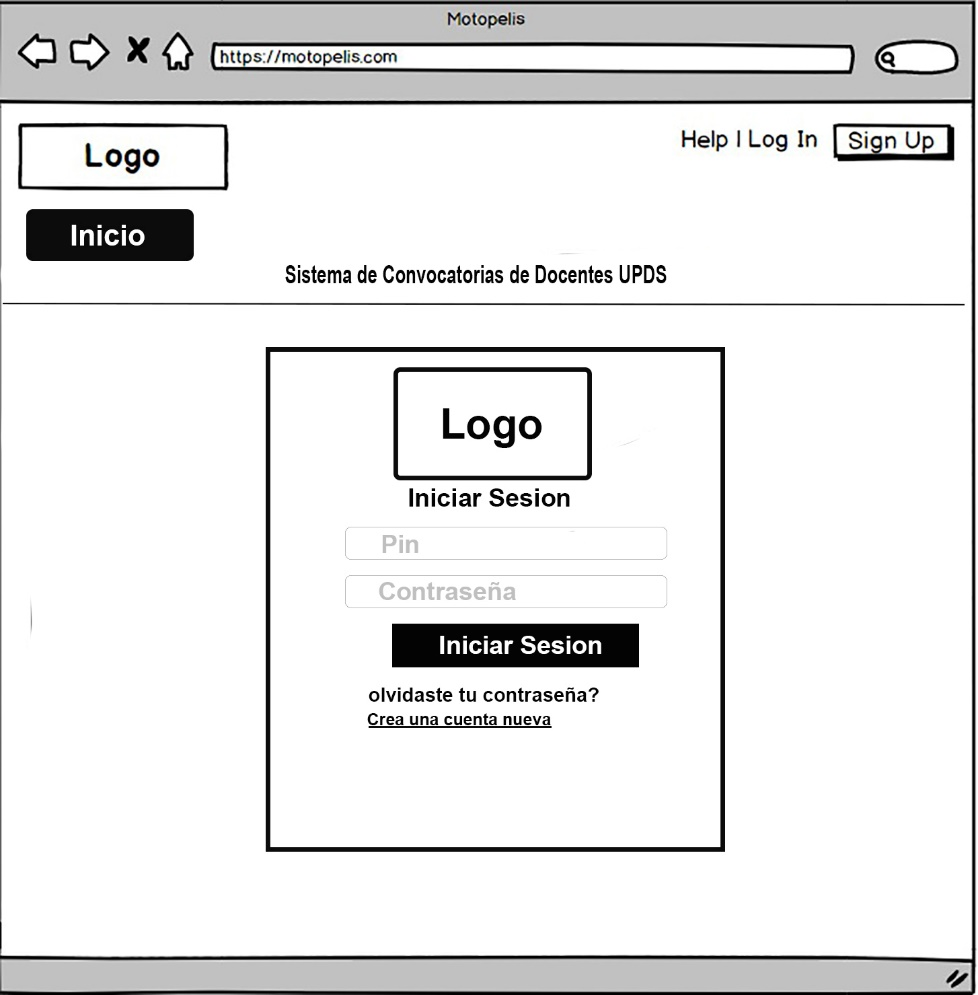 Motopelis
https://motopelis.com
Logo
Help | Log In
Sign Up
Inicio
Sistema de Convocatorias de Docentes UPDS
Logo
Iniciar Sesion
Pin
Contraseña
Iniciar Sesion
olvidaste tu contraseña?
Crea una cuenta nueva